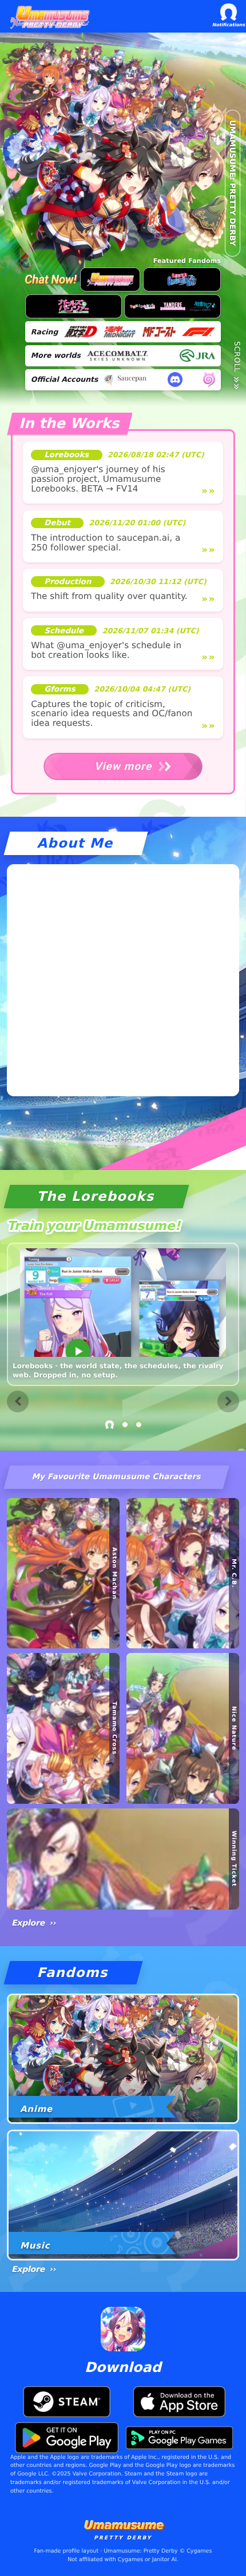 Umamusume
PRETTY DERBY
Notifications
UMAMUSUME: PRETTY DERBY
Featured Fandoms
Chat Now!
Racing
MFゴースト
F1
More worlds
ACE COMBAT 7
SKIES UNKNOWN
JRA
Official Accounts
Saucepan
SCROLL »»
In the Works
Lorebooks 2026/08/18 02:47 (UTC)
@uma_enjoyer's journey of his
passion project, Umamusume
Lorebooks. BETA → FV14
»»
Debut 2026/11/20 01:00 (UTC)
The introduction to saucepan.ai, a
250 follower special.
»»
Production 2026/10/30 11:12 (UTC)
The shift from quality over quantity.
»»
Schedule 2026/11/07 01:34 (UTC)
What @uma_enjoyer's schedule in
bot creation looks like.
»»
Gforms 2026/10/04 04:47 (UTC)
Captures the topic of criticism,
scenario idea requests and OC/fanon
idea requests.
»»
View more
About Me
The Lorebooks
Train your Umamusume!
Lorebooks · the world state, the schedules, the rivalry
web. Dropped in, no setup.
My Favourite Umamusume Characters
Aston Machan
Mr. C.B.
Tamamo Cross
Nice Nature
Winning Ticket
Explore ››
Fandoms
Anime
Music
Explore ››
Download
STEAM
Download on the
App Store
GET IT ON
Google Play
PLAY ON PC
Google Play Games
Apple and the Apple logo are trademarks of Apple Inc., registered in the U.S. and
other countries and regions. Google Play and the Google Play logo are trademarks
of Google LLC. ©2025 Valve Corporation. Steam and the Steam logo are
trademarks and/or registered trademarks of Valve Corporation in the U.S. and/or
other countries.
Umamusume
PRETTY DERBY
Fan-made profile layout · Umamusume: Pretty Derby © Cygames
Not affiliated with Cygames or Janitor AI.